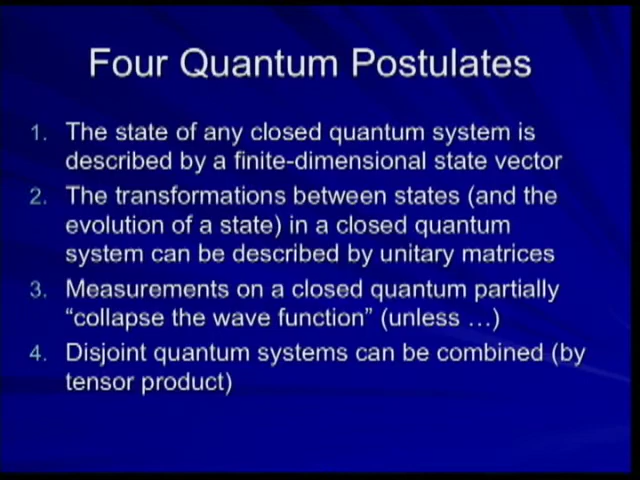 Four Quantum Postulates
1. The state of any closed quantum system is
described by a finite-dimensional state vector
2. The transformations between states (and the
evolution of a state) in a closed quantum
system can be described by unitary matrices
3. Measurements on a closed quantum partially
“collapse the wave function” (unless …)
4. Disjoint quantum systems can be combined (by
tensor product)